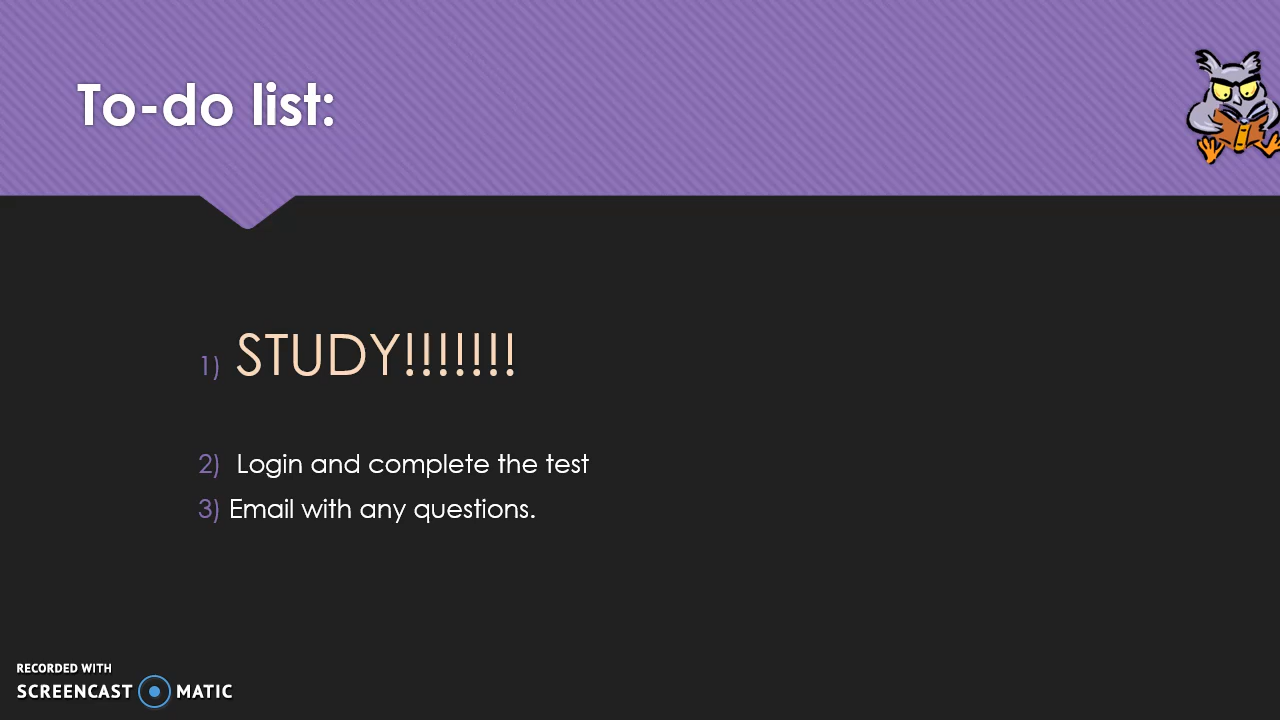 To-do list:
1) STUDY!!!!!!!
2) Login and complete the test
3) Email with any questions.
RECORDED WITH
SCREENCAST MATIC